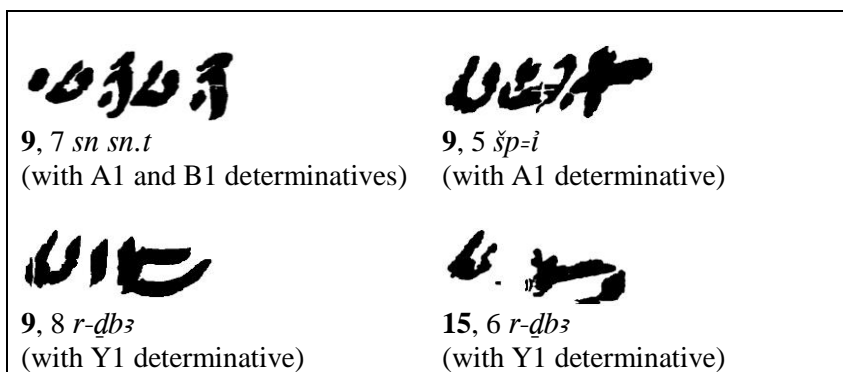 9, 7 sn sn.t
(with A1 and B1 determinatives)
9, 5 šp⸗ỉ
(with A1 determinative)
9, 8 r-ḏbꜣ
(with Y1 determinative)
15, 6 r-ḏbꜣ
(with Y1 determinative)